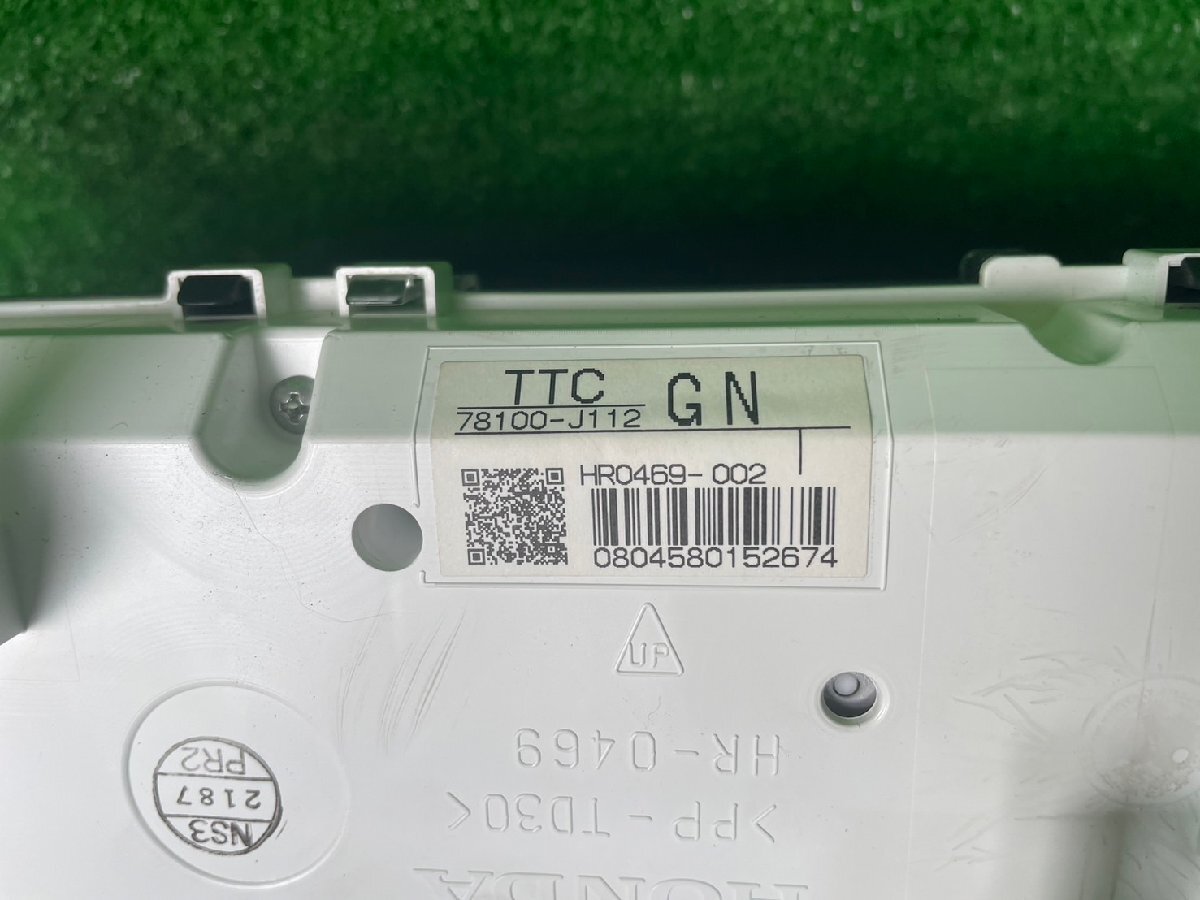 TTC GN
78100-J112
HR0469-002
0804580152674
UP
HR-0469
>PP-TD30<
HONDA
NS3
2187
PR2